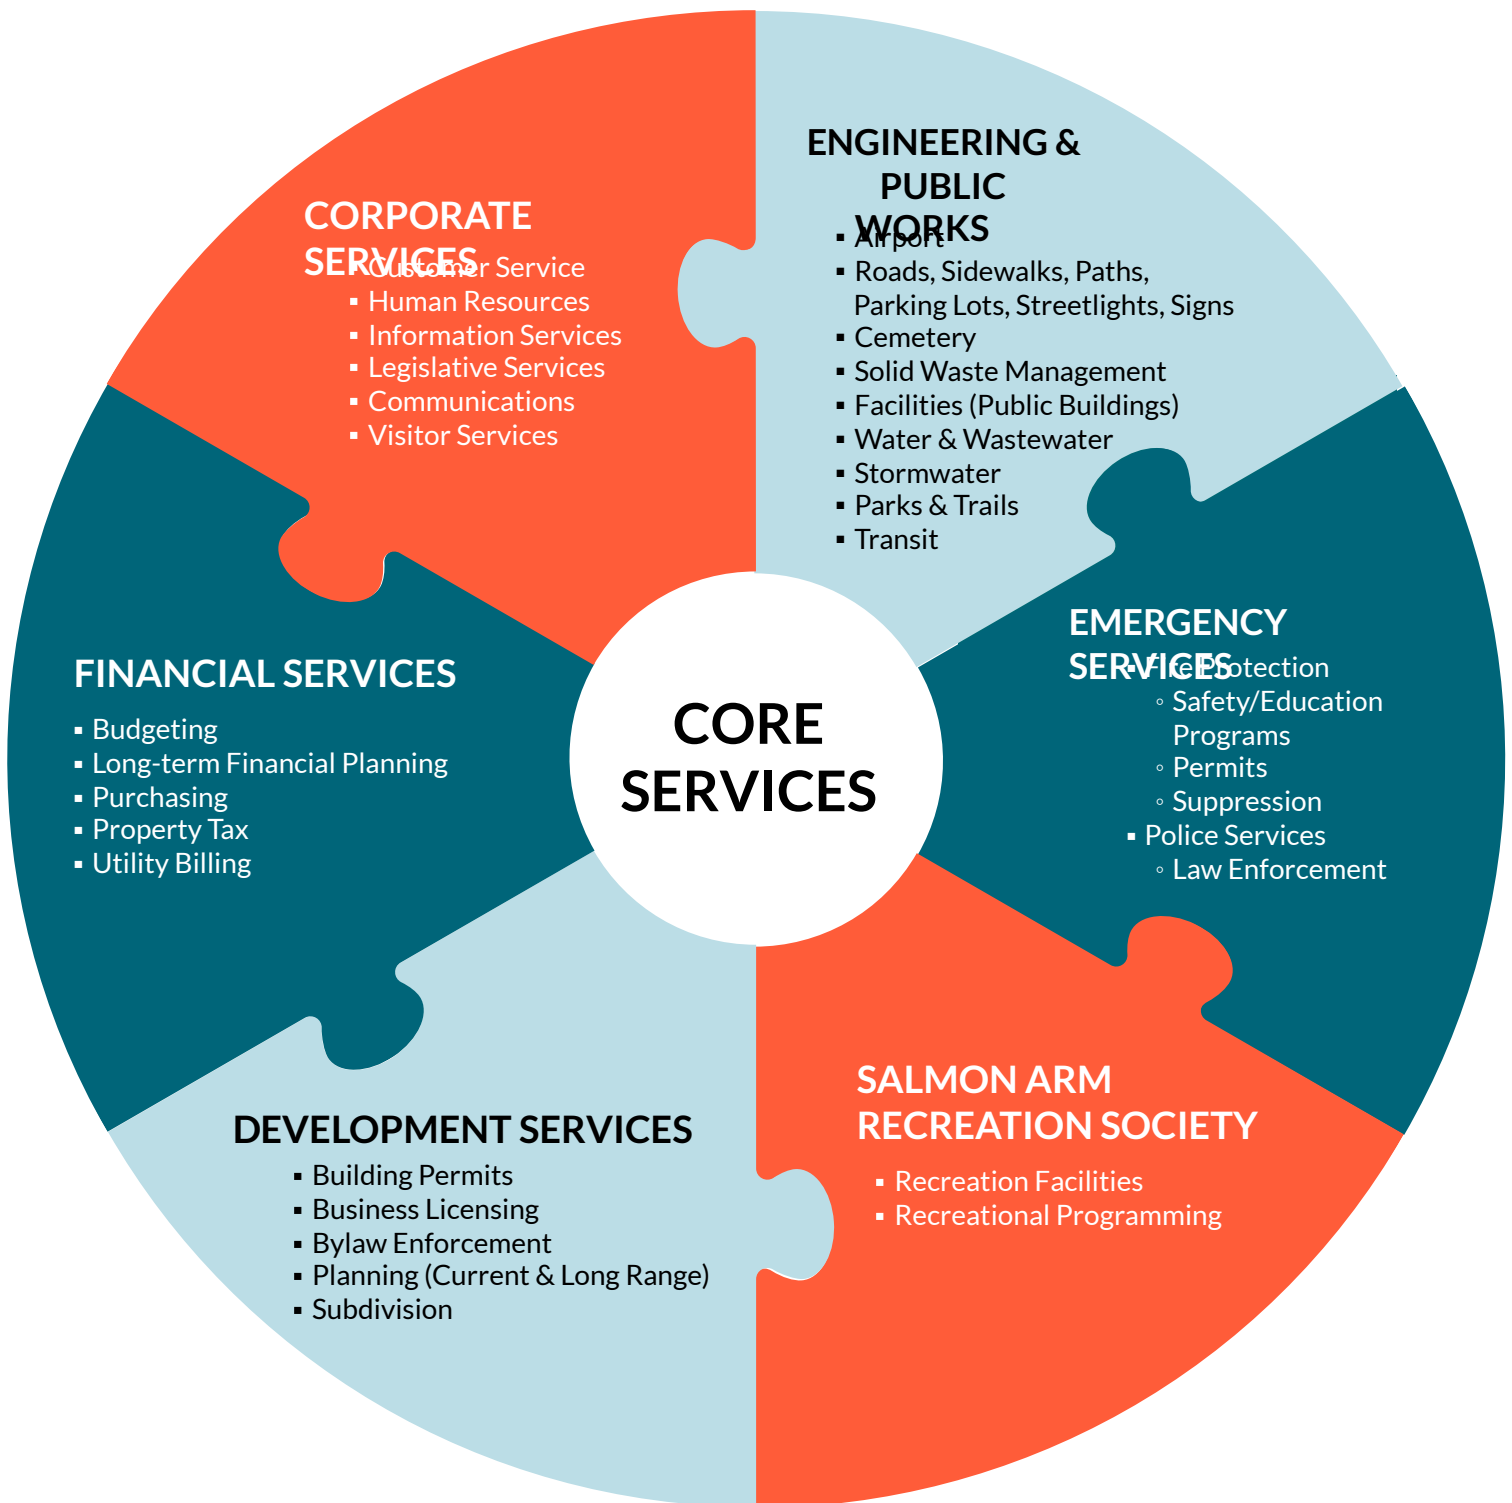 CORPORATE
SERVICES
▪ Customer Service
▪ Human Resources
▪ Information Services
▪ Legislative Services
▪ Communications
▪ Visitor Services
ENGINEERING &
PUBLIC
WORKS
▪ Airport
▪ Roads, Sidewalks, Paths,
Parking Lots, Streetlights, Signs
▪ Cemetery
▪ Solid Waste Management
▪ Facilities (Public Buildings)
▪ Water & Wastewater
▪ Stormwater
▪ Parks & Trails
▪ Transit
EMERGENCY
SERVICES
▪ Fire Protection
◦ Safety/Education
Programs
◦ Permits
◦ Suppression
▪ Police Services
◦ Law Enforcement
FINANCIAL SERVICES
▪ Budgeting
▪ Long-term Financial Planning
▪ Purchasing
▪ Property Tax
▪ Utility Billing
CORE
SERVICES
SALMON ARM
RECREATION SOCIETY
▪ Recreation Facilities
▪ Recreational Programming
DEVELOPMENT SERVICES
▪ Building Permits
▪ Business Licensing
▪ Bylaw Enforcement
▪ Planning (Current & Long Range)
▪ Subdivision